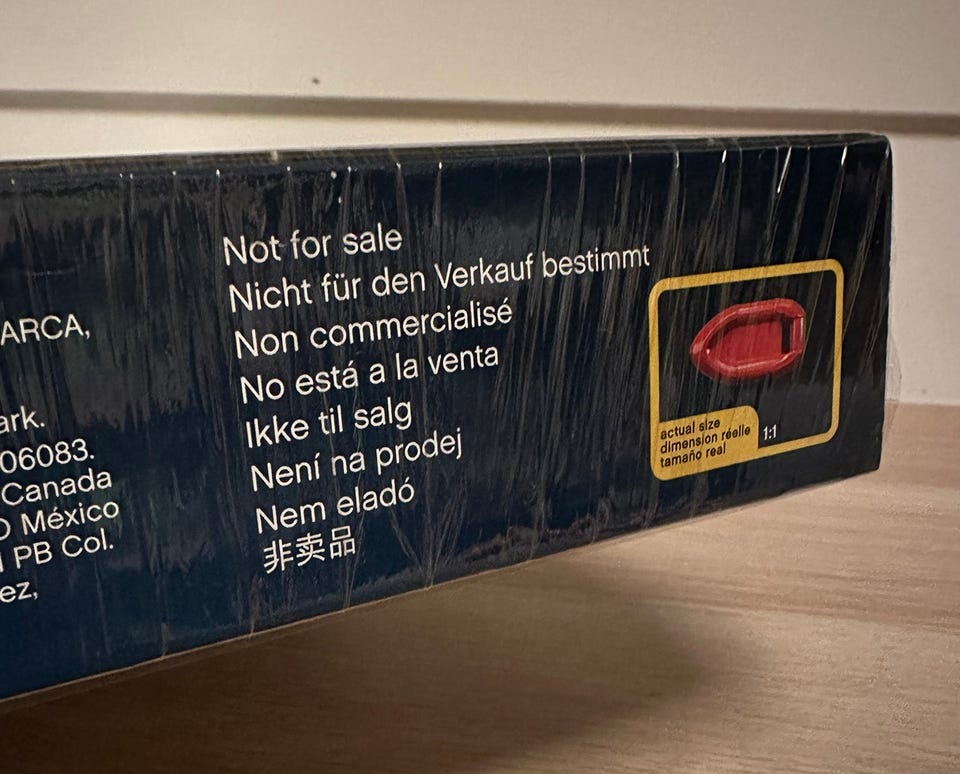 ARCA,
ark.
06083.
Canada
México
PB Col.
ez,
Not for sale
Nicht für den Verkauf bestimmt
Non commercialisé
No está a la venta
Ikke til salg
Není na prodej
Nem eladó
非卖品
actual size
dimension réelle
tamaño real
1:1